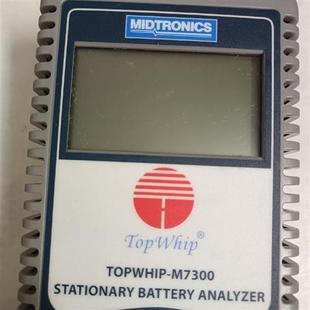 MIDTRONICS
TopWhip®
TOPWHIP-M7300
STATIONARY BATTERY ANALYZER